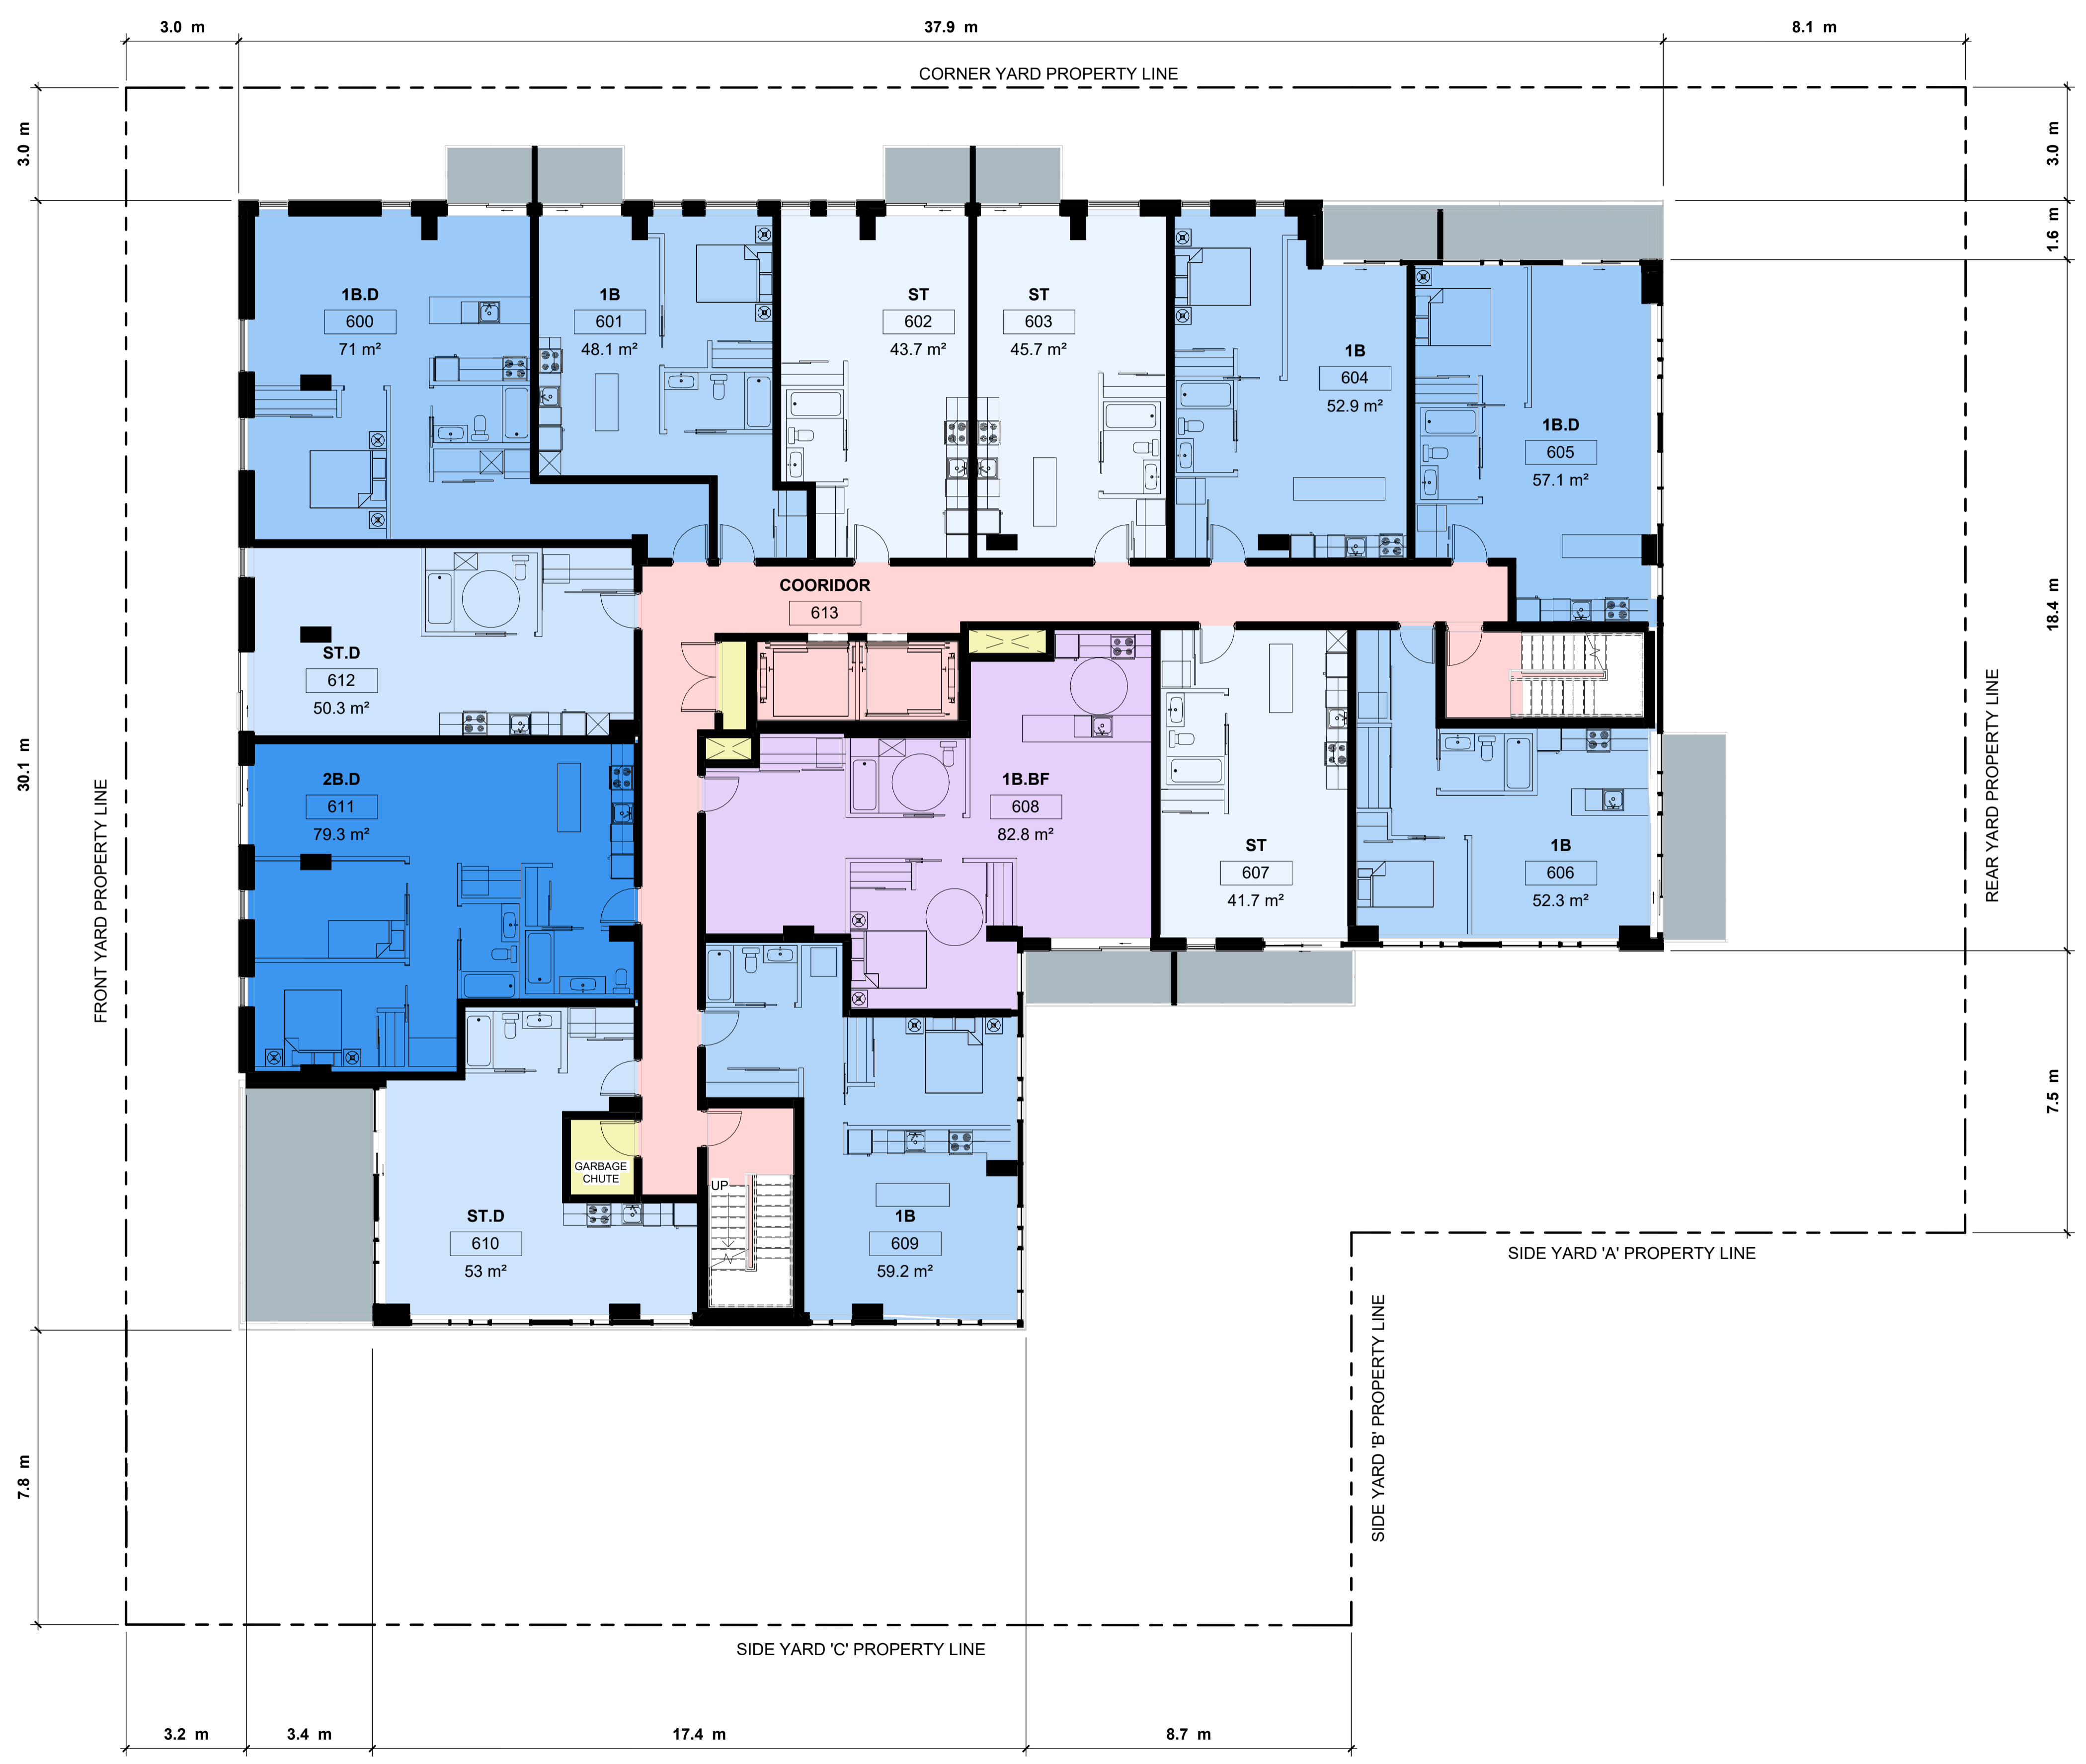 3.0 m
37.9 m
8.1 m
CORNER YARD PROPERTY LINE
3.0 m
3.0 m
1.6 m
1B.D
600
71 m²
1B
601
48.1 m²
ST
602
43.7 m²
ST
603
45.7 m²
1B
604
52.9 m²
1B.D
605
57.1 m²
COORIDOR
613
18.4 m
ST.D
612
50.3 m²
30.1 m
2B.D
611
79.3 m²
1B.BF
608
82.8 m²
ST
607
41.7 m²
1B
606
52.3 m²
REAR YARD PROPERTY LINE
FRONT YARD PROPERTY LINE
7.5 m
GARBAGE
CHUTE
UP
ST.D
610
53 m²
1B
609
59.2 m²
SIDE YARD 'A' PROPERTY LINE
SIDE YARD 'B' PROPERTY LINE
7.8 m
SIDE YARD 'C' PROPERTY LINE
3.2 m
3.4 m
17.4 m
8.7 m